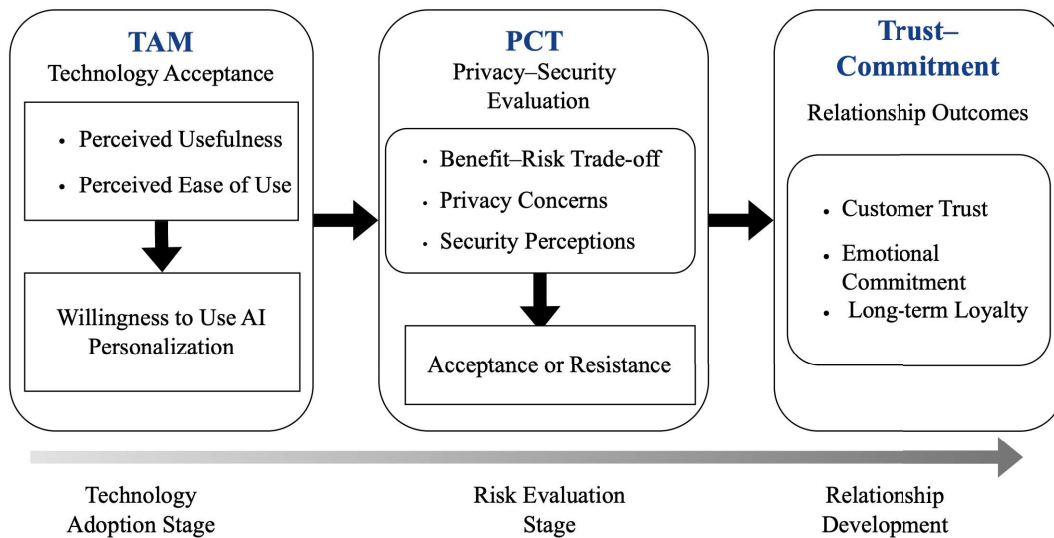 TAM
Technology Acceptance
• Perceived Usefulness
• Perceived Ease of Use
Willingness to Use AI
Personalization
PCT
Privacy–Security
Evaluation
• Benefit–Risk Trade-off
• Privacy Concerns
• Security Perceptions
Acceptance or Resistance
Trust–
Commitment
Relationship Outcomes
• Customer Trust
• Emotional
Commitment
• Long-term Loyalty
Technology
Adoption Stage
Risk Evaluation
Stage
Relationship
Development